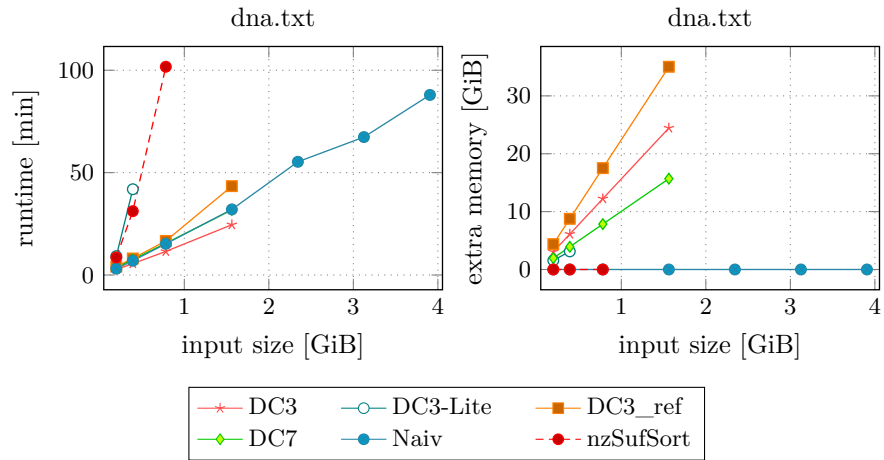 dna.txt
100
50
0
1
2
3
4
runtime [min]
input size [GiB]
dna.txt
30
20
10
0
1
2
3
4
extra memory [GiB]
input size [GiB]
DC3
DC3-Lite
DC3_ref
DC7
Naiv
nzSufSort